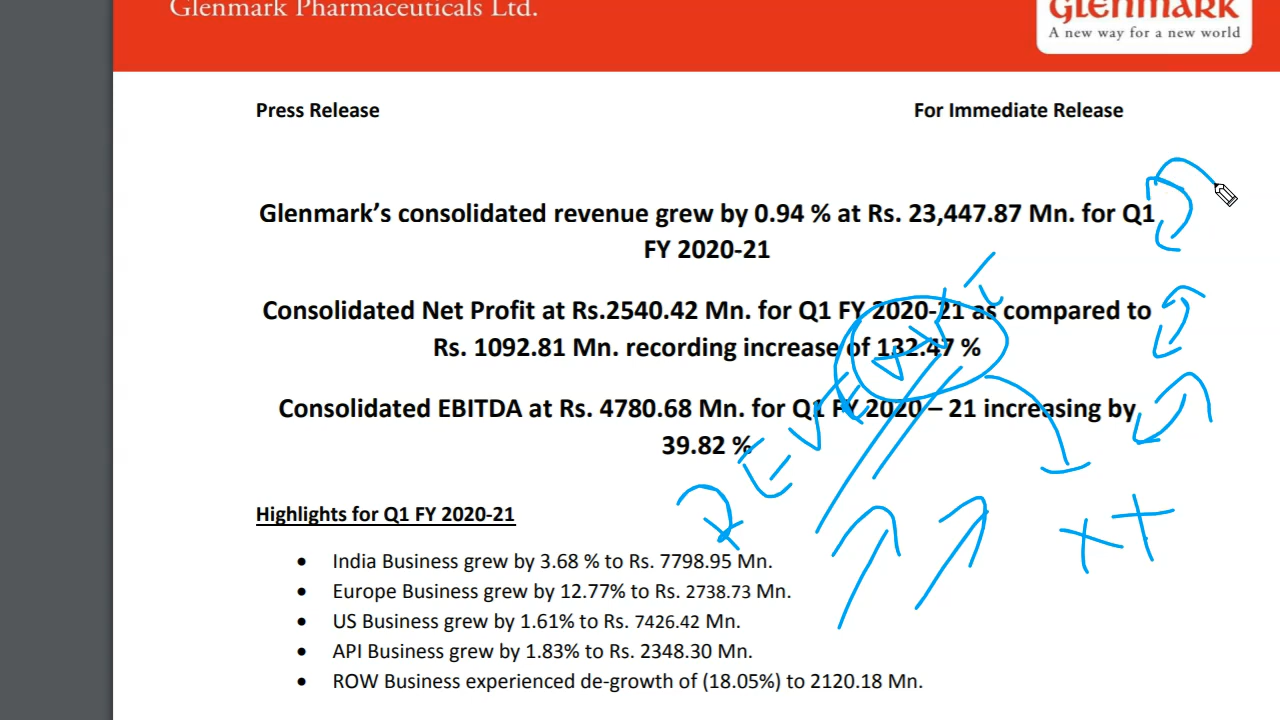 Glenmark Pharmaceuticals Ltd.
GLENMARK
A new way for a new world
Press Release For Immediate Release
Glenmark’s consolidated revenue grew by 0.94 % at Rs. 23,447.87 Mn. for Q1
FY 2020-21
Consolidated Net Profit at Rs.2540.42 Mn. for Q1 FY 2020-21 as compared to
Rs. 1092.81 Mn. recording increase of 132.47 %
Consolidated EBITDA at Rs. 4780.68 Mn. for Q1 FY 2020 – 21 increasing by
39.82 %
Highlights for Q1 FY 2020-21
• India Business grew by 3.68 % to Rs. 7798.95 Mn.
• Europe Business grew by 12.77% to Rs. 2738.73 Mn.
• US Business grew by 1.61% to Rs. 7426.42 Mn.
• API Business grew by 1.83% to Rs. 2348.30 Mn.
• ROW Business experienced de-growth of (18.05%) to 2120.18 Mn.